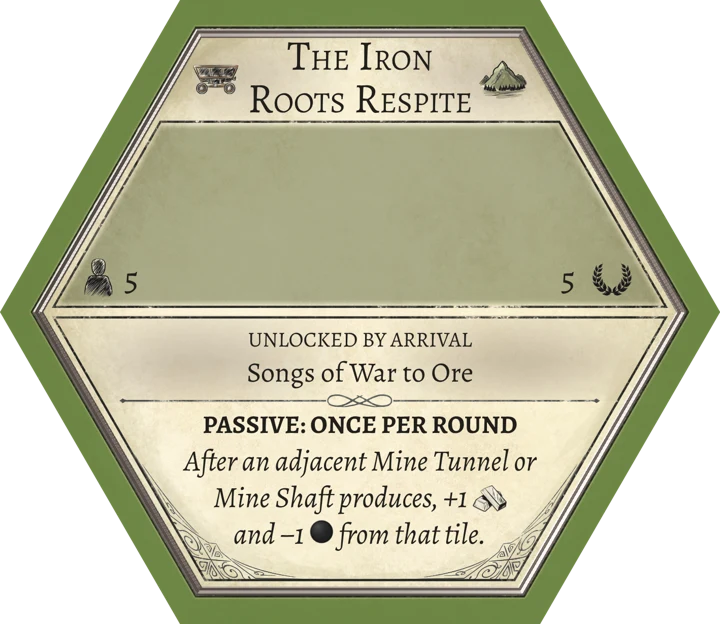 The Iron
Roots Respite
5
5
UNLOCKED BY ARRIVAL
Songs of War to Ore
PASSIVE: ONCE PER ROUND
After an adjacent Mine Tunnel or
Mine Shaft produces, +1
and –1 from that tile.